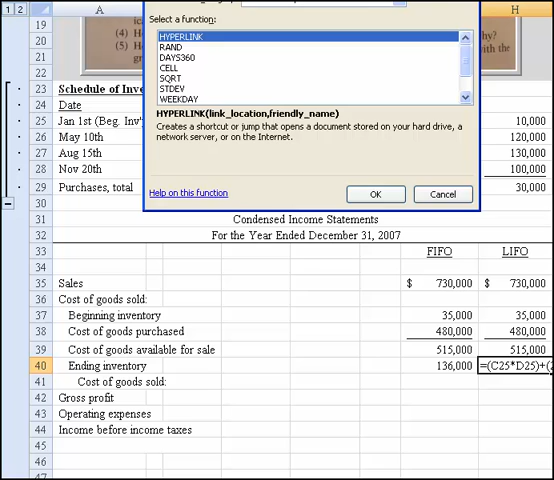 1 2 A H
19
20 (4) H
21 (5) H with the
22
23 Schedule of Inve
24 Date
25 Jan 1st (Beg. Inv' 10,000
26 May 10th 120,000
27 Aug 15th 130,000
28 Nov 20th 100,000
29 Purchases, total 30,000
30
31 Condensed Income Statements
32 For the Year Ended December 31, 2007
33 FIFO LIFO
34
35 Sales $ 730,000 $ 730,000
36 Cost of goods sold:
37 Beginning inventory 35,000 35,000
38 Cost of goods purchased 480,000 480,000
39 Cost of goods available for sale 515,000 515,000
40 Ending inventory 136,000 =(C25*D25)+(
41 Cost of goods sold:
42 Gross profit
43 Operating expenses
44 Income before income taxes
45
46
47
Select a function:
HYPERLINK
RAND
DAYS360
CELL
SQRT
STDEV
WEEKDAY
HYPERLINK(link_location,friendly_name)
Creates a shortcut or jump that opens a document stored on your hard drive, a
network server, or on the Internet.
Help on this function OK Cancel